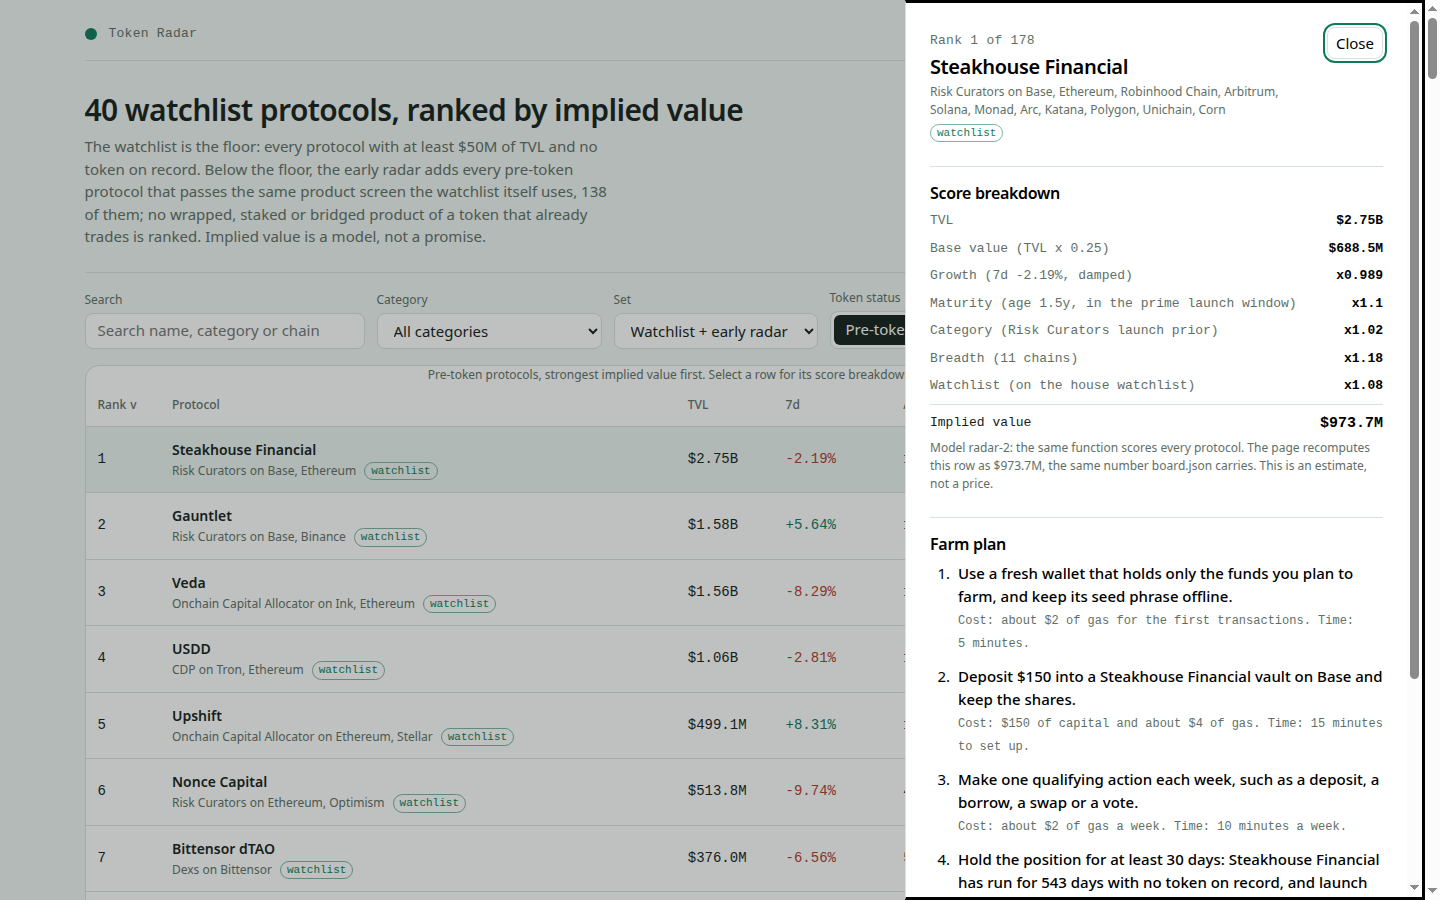 Token Radar
40 watchlist protocols, ranked by implied value
The watchlist is the floor: every protocol with at least $50M of TVL and no
token on record. Below the floor, the early radar adds every pre-token
protocol that passes the same product screen the watchlist itself uses, 138
of them; no wrapped, staked or bridged product of a token that already
trades is ranked. Implied value is a model, not a promise.
Search
Category
Set
Token status
Search name, category or chain
All categories
Watchlist + early radar
Pre-toke
Pre-token protocols, strongest implied value first. Select a row for its score breakdow
Rank v
Protocol
TVL
7d
1
Steakhouse Financial
Risk Curators on Base, Ethereum
watchlist
$2.75B
-2.19%
2
Gauntlet
Risk Curators on Base, Binance
watchlist
$1.58B
+5.64%
3
Veda
Onchain Capital Allocator on Ink, Ethereum
watchlist
$1.56B
-8.29%
4
USDD
CDP on Tron, Ethereum
watchlist
$1.06B
-2.81%
5
Upshift
Onchain Capital Allocator on Ethereum, Stellar
watchlist
$499.1M
+8.31%
6
Nonce Capital
Risk Curators on Ethereum, Optimism
watchlist
$513.8M
-9.74%
7
Bittensor dTAO
Dexs on Bittensor
watchlist
$376.0M
-6.56%
Rank 1 of 178
Close
Steakhouse Financial
Risk Curators on Base, Ethereum, Robinhood Chain, Arbitrum,
Solana, Monad, Arc, Katana, Polygon, Unichain, Corn
watchlist
Score breakdown
TVL $2.75B
Base value (TVL x 0.25) $688.5M
Growth (7d -2.19%, damped) x0.989
Maturity (age 1.5y, in the prime launch window) x1.1
Category (Risk Curators launch prior) x1.02
Breadth (11 chains) x1.18
Watchlist (on the house watchlist) x1.08
Implied value $973.7M
Model radar-2: the same function scores every protocol. The page recomputes
this row as $973.7M, the same number board.json carries. This is an estimate,
not a price.
Farm plan
1. Use a fresh wallet that holds only the funds you plan to
farm, and keep its seed phrase offline.
Cost: about $2 of gas for the first transactions. Time:
5 minutes.
2. Deposit $150 into a Steakhouse Financial vault on Base and
keep the shares.
Cost: $150 of capital and about $4 of gas. Time: 15 minutes
to set up.
3. Make one qualifying action each week, such as a deposit, a
borrow, a swap or a vote.
Cost: about $2 of gas a week. Time: 10 minutes a week.
4. Hold the position for at least 30 days: Steakhouse Financial
has run for 543 days with no token on record, and launch